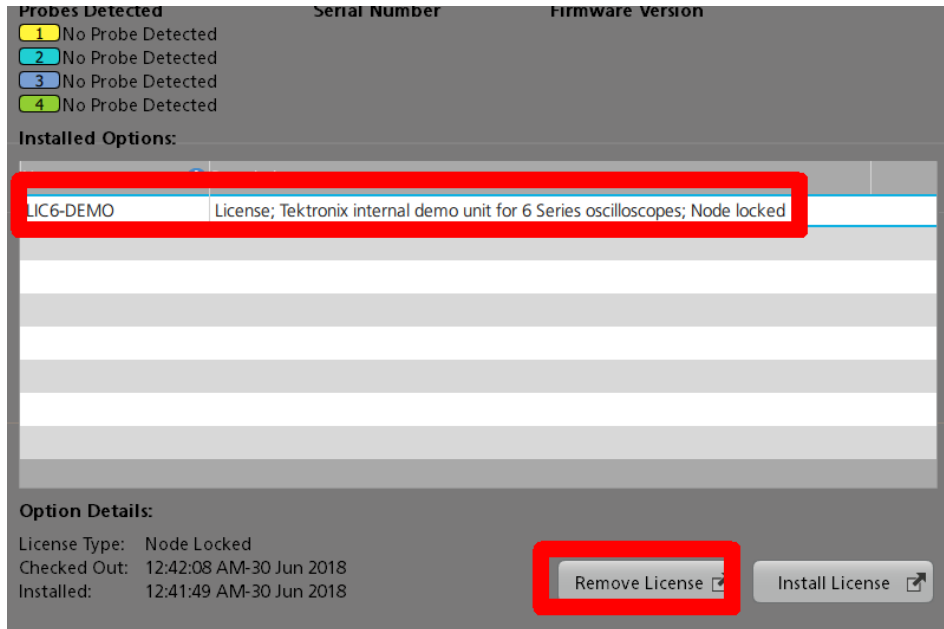 Probes Detected Serial Number Firmware Version
1 No Probe Detected
2 No Probe Detected
3 No Probe Detected
4 No Probe Detected
Installed Options:
LIC6-DEMO License; Tektronix internal demo unit for 6 Series oscilloscopes; Node locked
Option Details:
License Type: Node Locked
Checked Out: 12:42:08 AM-30 Jun 2018
Installed: 12:41:49 AM-30 Jun 2018
Remove License Install License